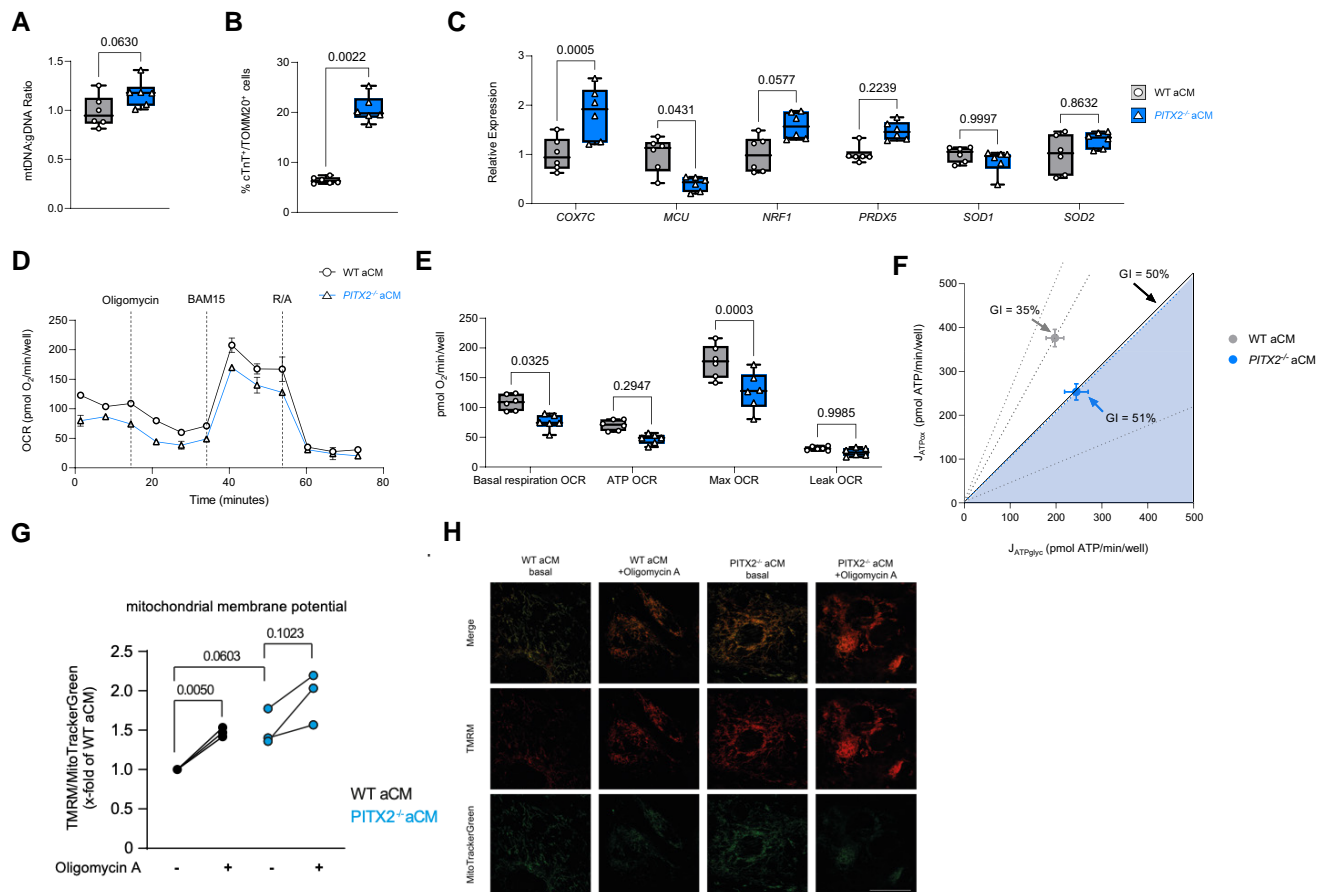 A
0.0630
mtDNA:gDNA Ratio
1.5
1.0
0.5
0.0
B
0.0022
% cTnT+/TOMM20+ cells
30
20
10
0
C
0.0005
0.0431
0.0577
0.2239
0.9997
0.8632
Relative Expression
3
2
1
0
COX7C
MCU
NRF1
PRDX5
SOD1
SOD2
WT aCM
PITX2-/- aCM
D
WT aCM
PITX2-/- aCM
Oligomycin
BAM15
R/A
OCR (pmol O2/min/well)
250
200
150
100
50
0
0
20
40
60
80
Time (minutes)
E
0.0325
0.2947
0.0003
0.9985
pmol O2/min/well
250
200
150
100
50
0
Basal respiration OCR
ATP OCR
Max OCR
Leak OCR
F
GI = 50%
GI = 35%
GI = 51%
WT aCM
PITX2-/- aCM
JATPox (pmol ATP/min/well)
500
400
300
200
100
0
0
100
200
300
400
500
JATPglyc (pmol ATP/min/well)
G
mitochondrial membrane potential
0.0603
0.0050
0.1023
TMRM/MitoTrackerGreen
(x-fold of WT aCM)
2.5
2.0
1.5
1.0
0.5
0
WT aCM
PITX2-/-aCM
Oligomycin A
-
+
-
+
H
WT aCM
basal
WT aCM
+Oligomycin A
PITX2-/- aCM
basal
PITX2-/- aCM
+Oligomycin A
Merge
TMRM
MitoTrackerGreen